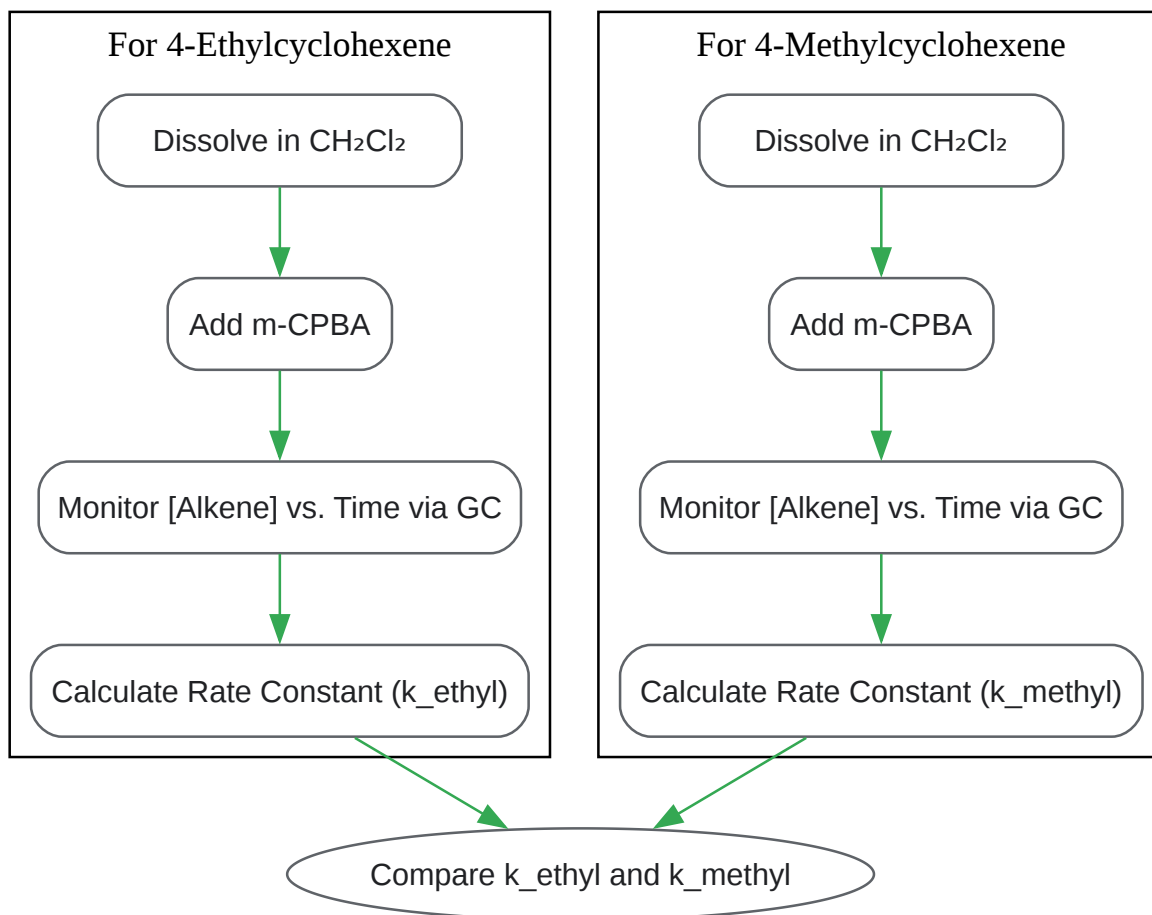 For 4-Ethylcyclohexene
Dissolve in CH₂Cl₂
Add m-CPBA
Monitor [Alkene] vs. Time via GC
Calculate Rate Constant (k_ethyl)
For 4-Methylcyclohexene
Dissolve in CH₂Cl₂
Add m-CPBA
Monitor [Alkene] vs. Time via GC
Calculate Rate Constant (k_methyl)
Compare k_ethyl and k_methyl